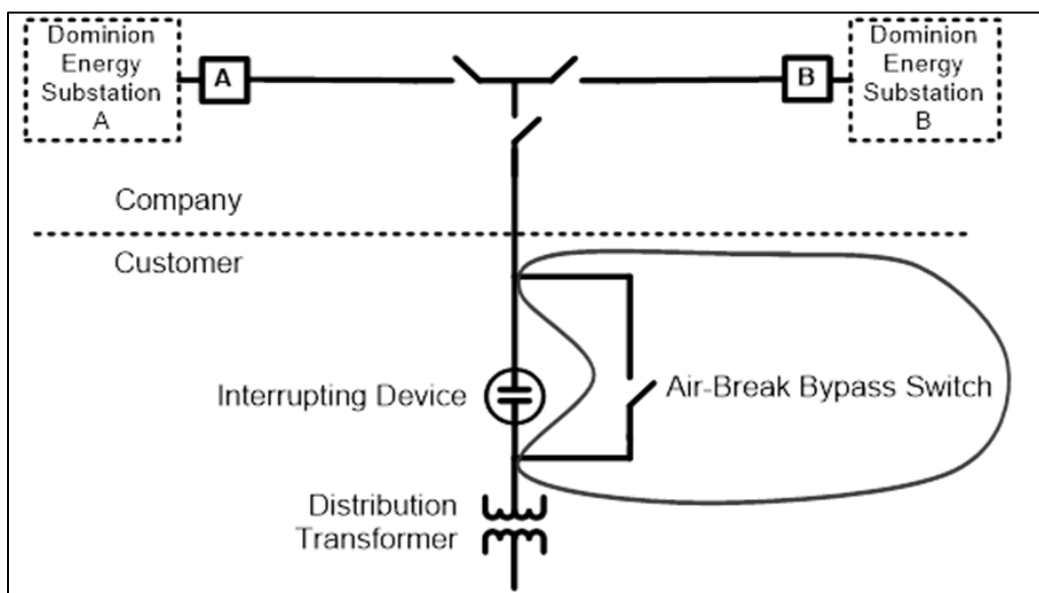 Dominion
Energy
Substation
A
A
B
Dominion
Energy
Substation
B
Company
Customer
Interrupting Device
Air-Break Bypass Switch
Distribution
Transformer